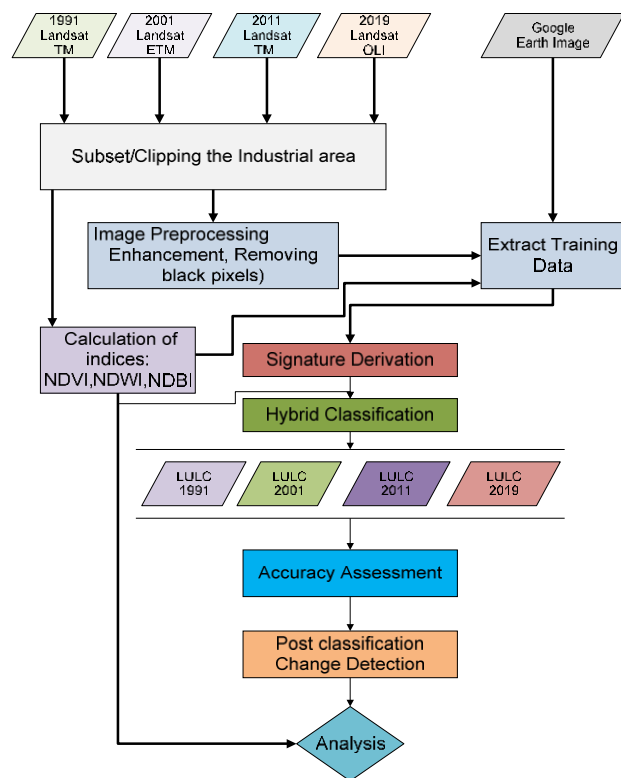 1991
Landsat
TM
2001
Landsat
ETM
2011
Landsat
TM
2019
Landsat
OLI
Google
Earth Image
Subset/Clipping the Industrial area
Image Preprocessing
Enhancement, Removing
black pixels)
Extract Training
Data
Calculation of
indices:
NDVI,NDWI,NDBI
Signature Derivation
Hybrid Classification
LULC
1991
LULC
2001
LULC
2011
LULC
2019
Accuracy Assessment
Post classification
Change Detection
Analysis